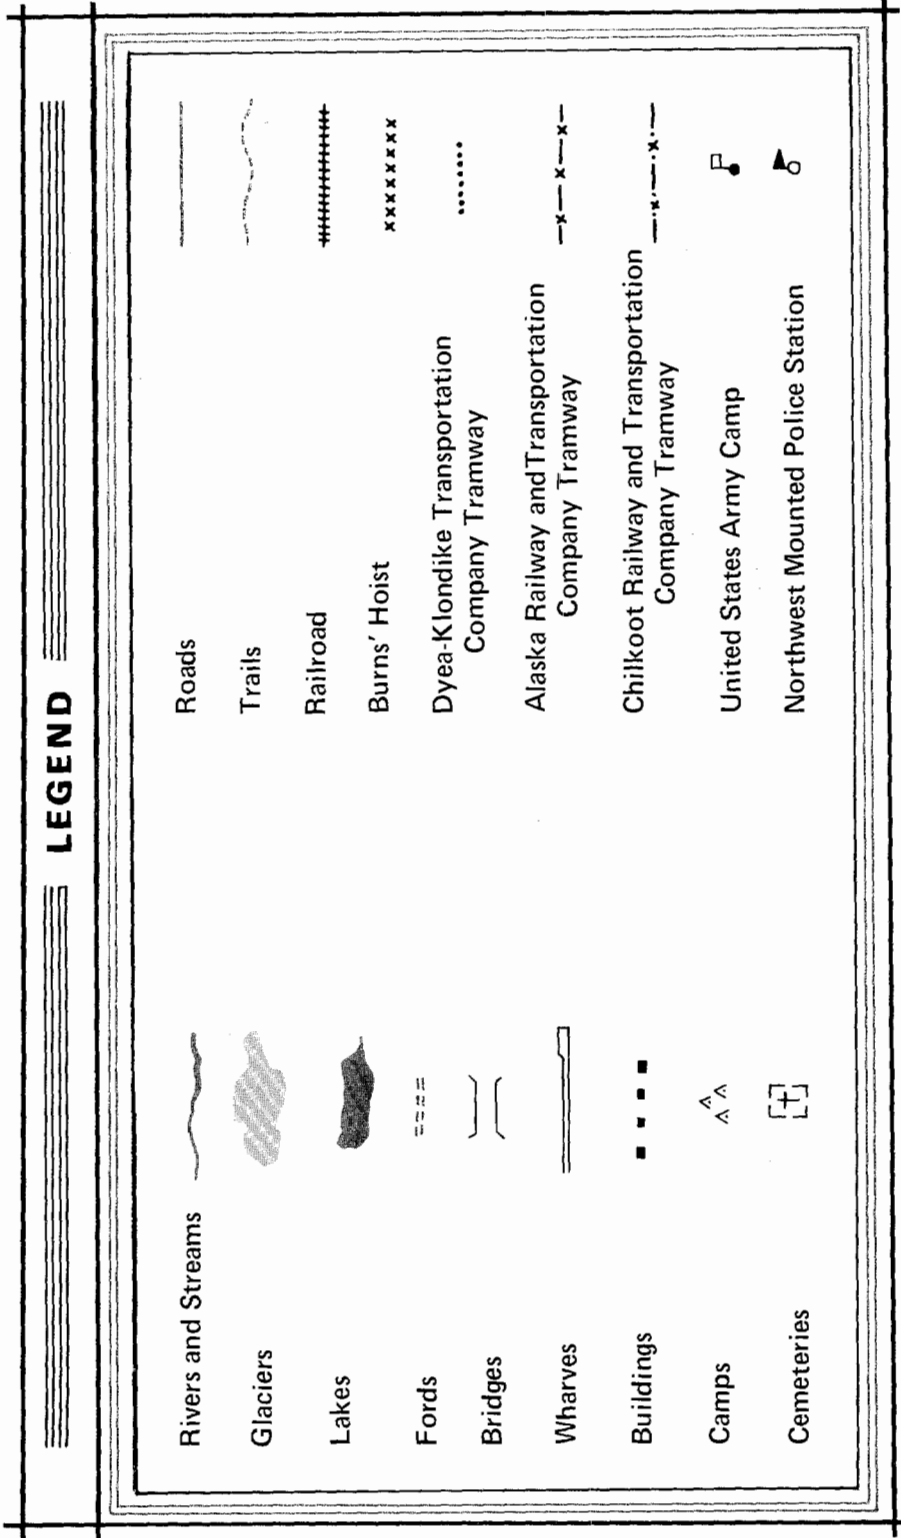 LEGEND
Rivers and Streams
Glaciers
Lakes
Fords
Bridges
Wharves
Buildings
Camps
Cemeteries
Roads
Trails
Railroad
Burns' Hoist
Dyea-Klondike Transportation
Company Tramway
Alaska Railway and Transportation
Company Tramway
Chilkoot Railway and Transportation
Company Tramway
United States Army Camp
Northwest Mounted Police Station